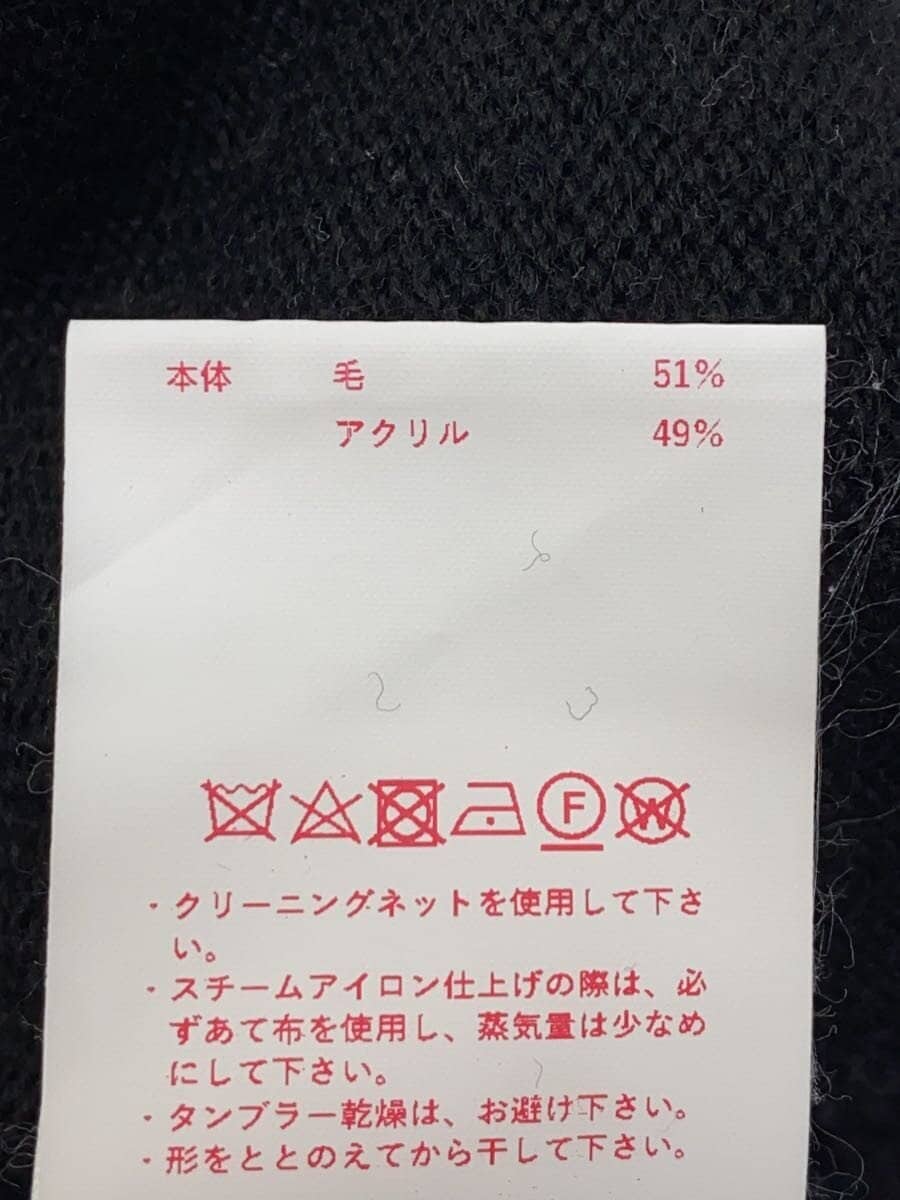 本体 毛 51%
アクリル 49%
F
W
・クリーニングネットを使用して下さ
い。
・スチームアイロン仕上げの際は、必
ずあて布を使用し、蒸気量は少なめ
にして下さい。
・タンブラー乾燥は、お避け下さい。
・形をととのえてから干して下さい。